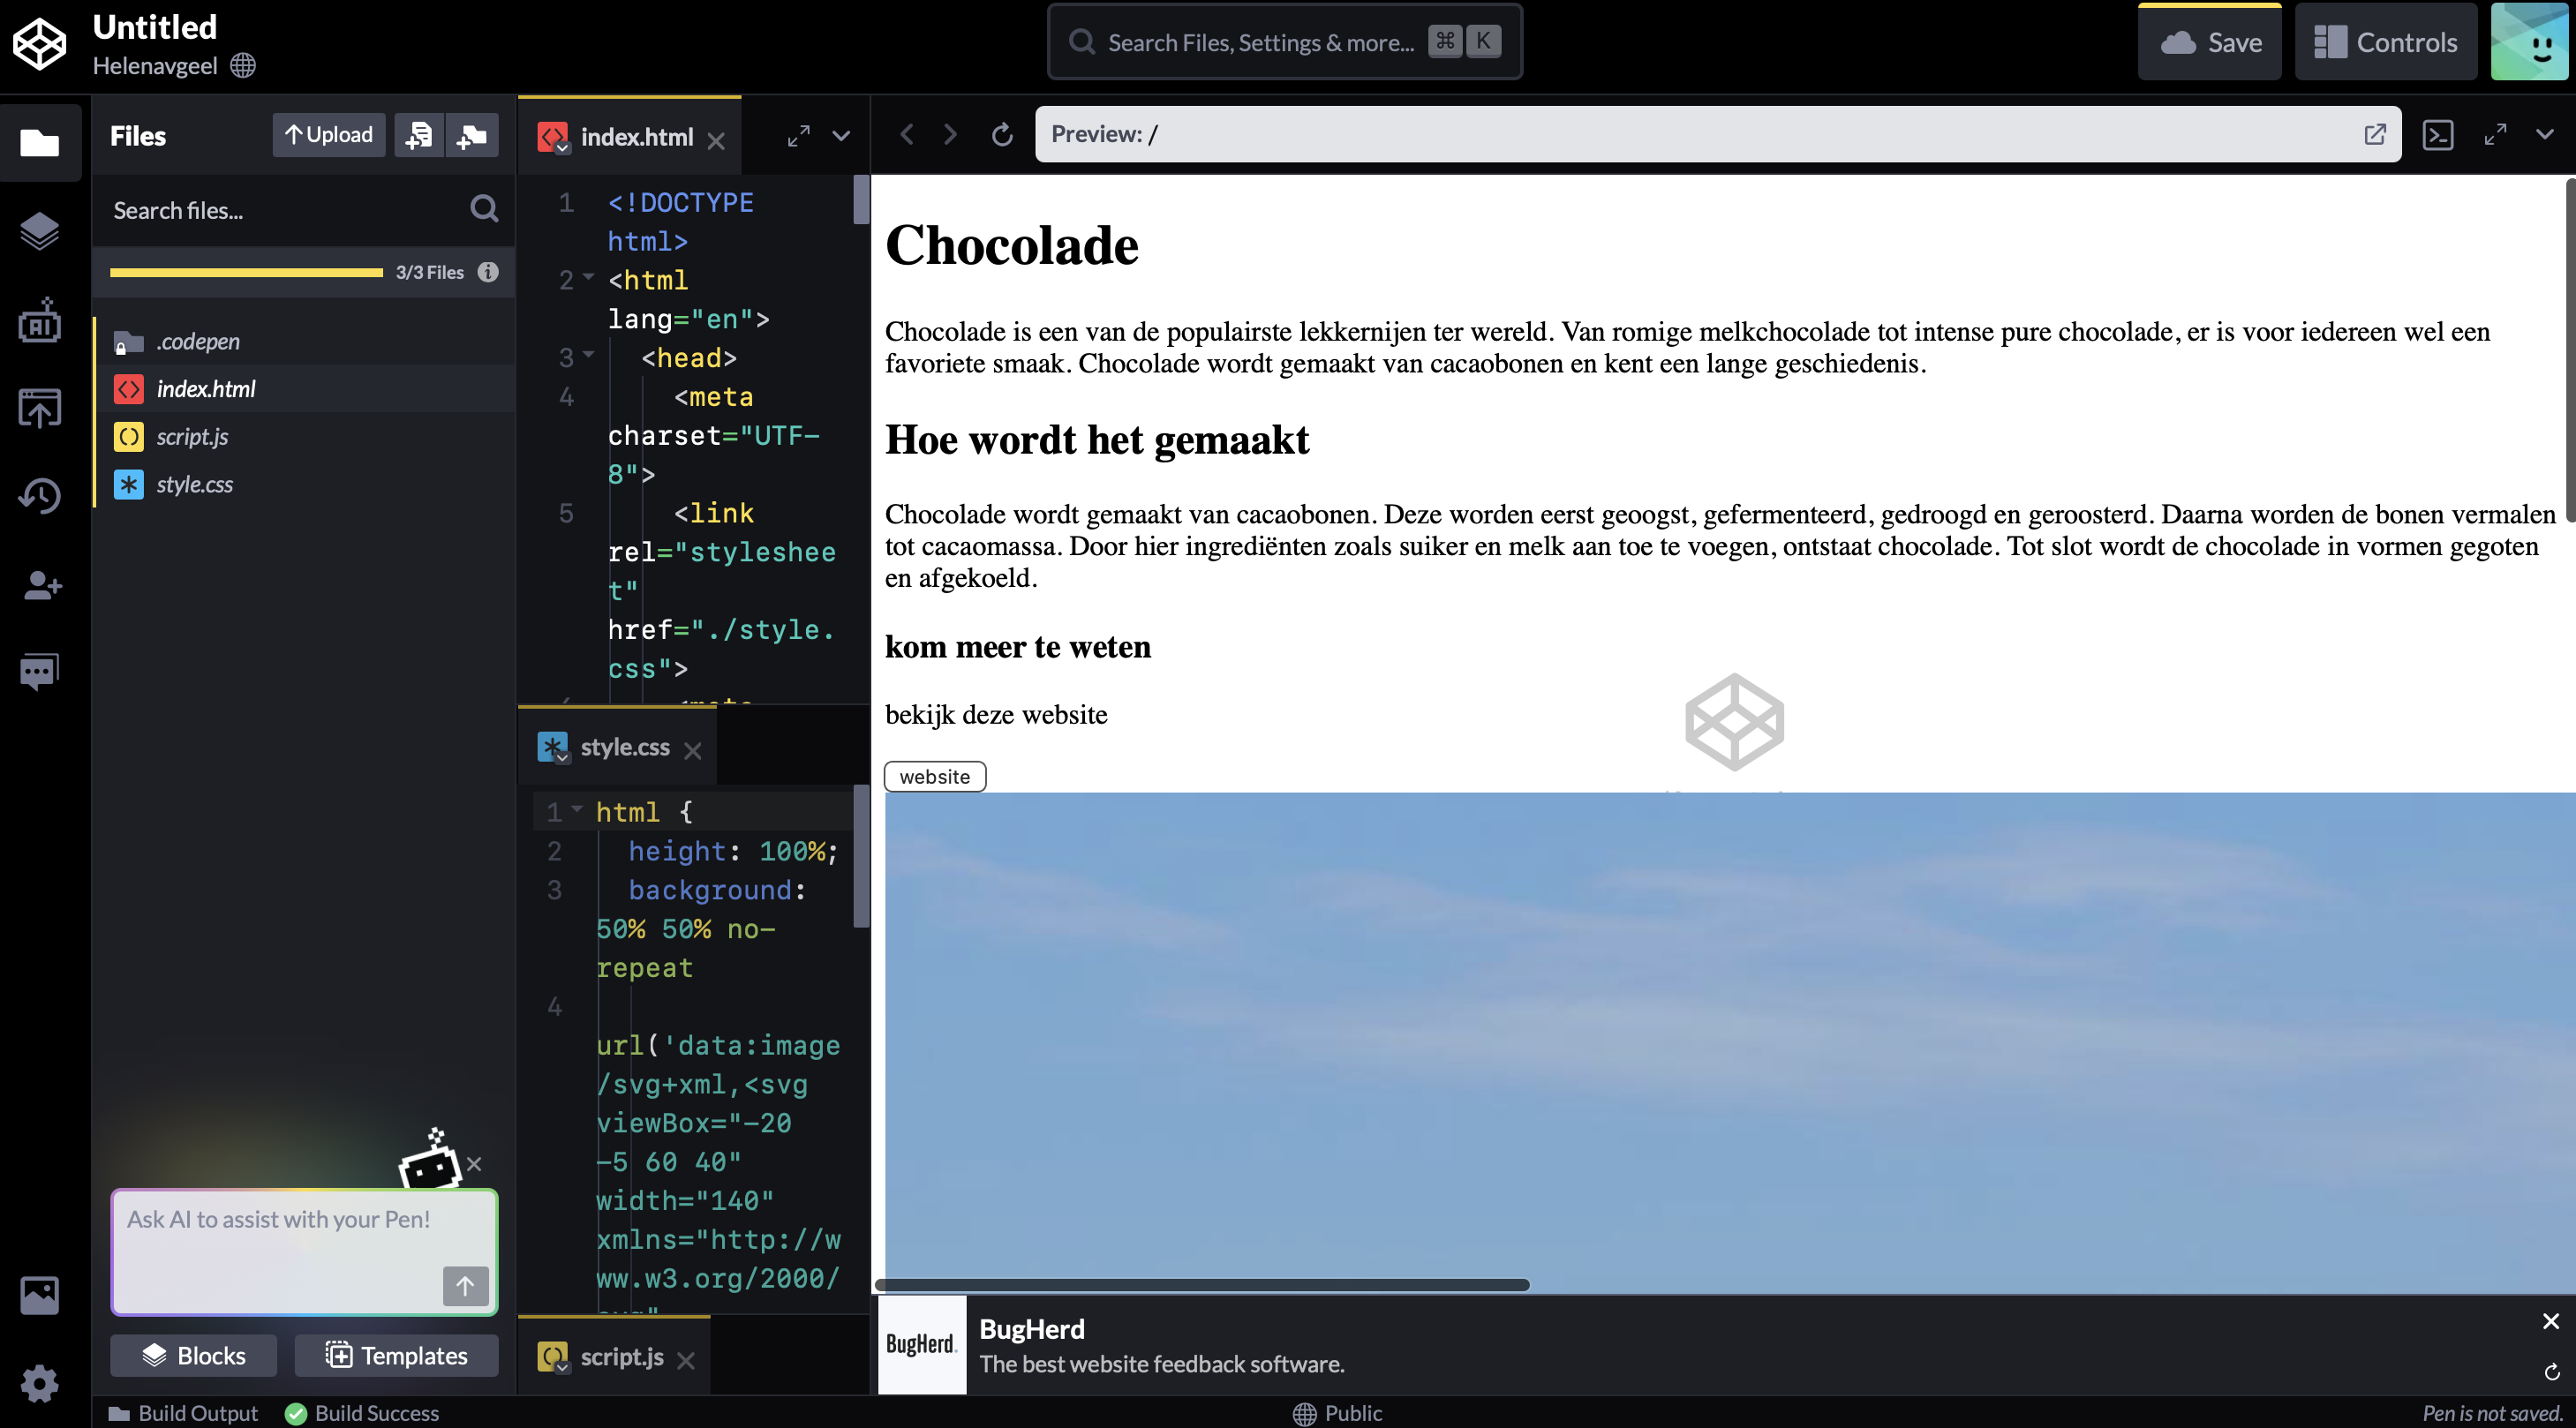 Untitled
Helenavgeel
Search Files, Settings & more... ⌘ K
Save
Controls
Files
↑Upload
Search files...
3/3 Files
.codepen
index.html
script.js
style.css
AI
Ask AI to assist with your Pen!
Blocks
Templates
index.html
1 <!DOCTYPE
html>
2 <html
lang="en">
3 <head>
4 <meta
charset="UTF-
8">
5 <link
rel="styleshee
t"
href="./style.
css">
style.css
1 html {
2 height: 100%;
3 background:
50% 50% no-
repeat
4
url('data:image
/svg+xml,<svg
viewBox="-20
-5 60 40"
width="140"
xmlns="http://w
ww.w3.org/2000/
script.js
Preview: /
Chocolade
Chocolade is een van de populairste lekkernijen ter wereld. Van romige melkchocolade tot intense pure chocolade, er is voor iedereen wel een
favoriete smaak. Chocolade wordt gemaakt van cacaobonen en kent een lange geschiedenis.
Hoe wordt het gemaakt
Chocolade wordt gemaakt van cacaobonen. Deze worden eerst geoogst, gefermenteerd, gedroogd en geroosterd. Daarna worden de bonen vermalen
tot cacaomassa. Door hier ingrediënten zoals suiker en melk aan toe te voegen, ontstaat chocolade. Tot slot wordt de chocolade in vormen gegoten
en afgekoeld.
kom meer te weten
bekijk deze website
website
BugHerd.
BugHerd
The best website feedback software.
Build Output
Build Success
Public
Pen is not saved.